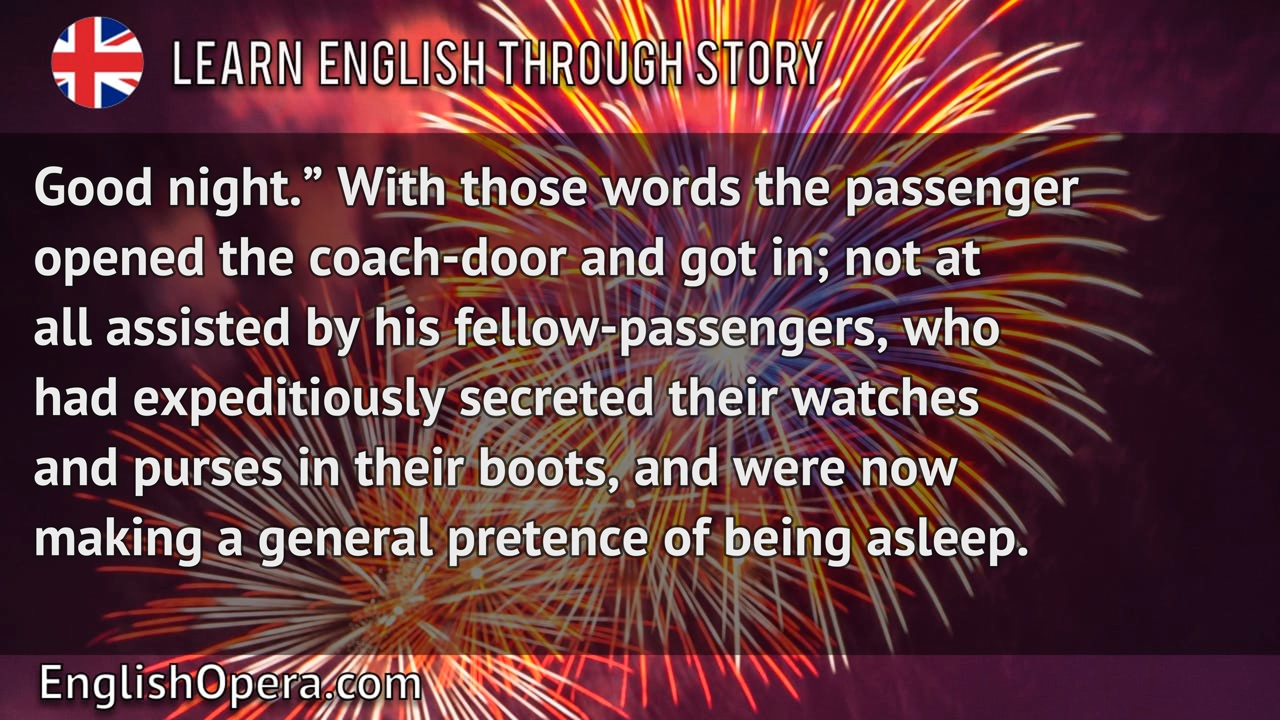 LEARN ENGLISH THROUGH STORY
Good night.” With those words the passenger
opened the coach-door and got in; not at
all assisted by his fellow-passengers, who
had expeditiously secreted their watches
and purses in their boots, and were now
making a general pretence of being asleep.
EnglishOpera.com